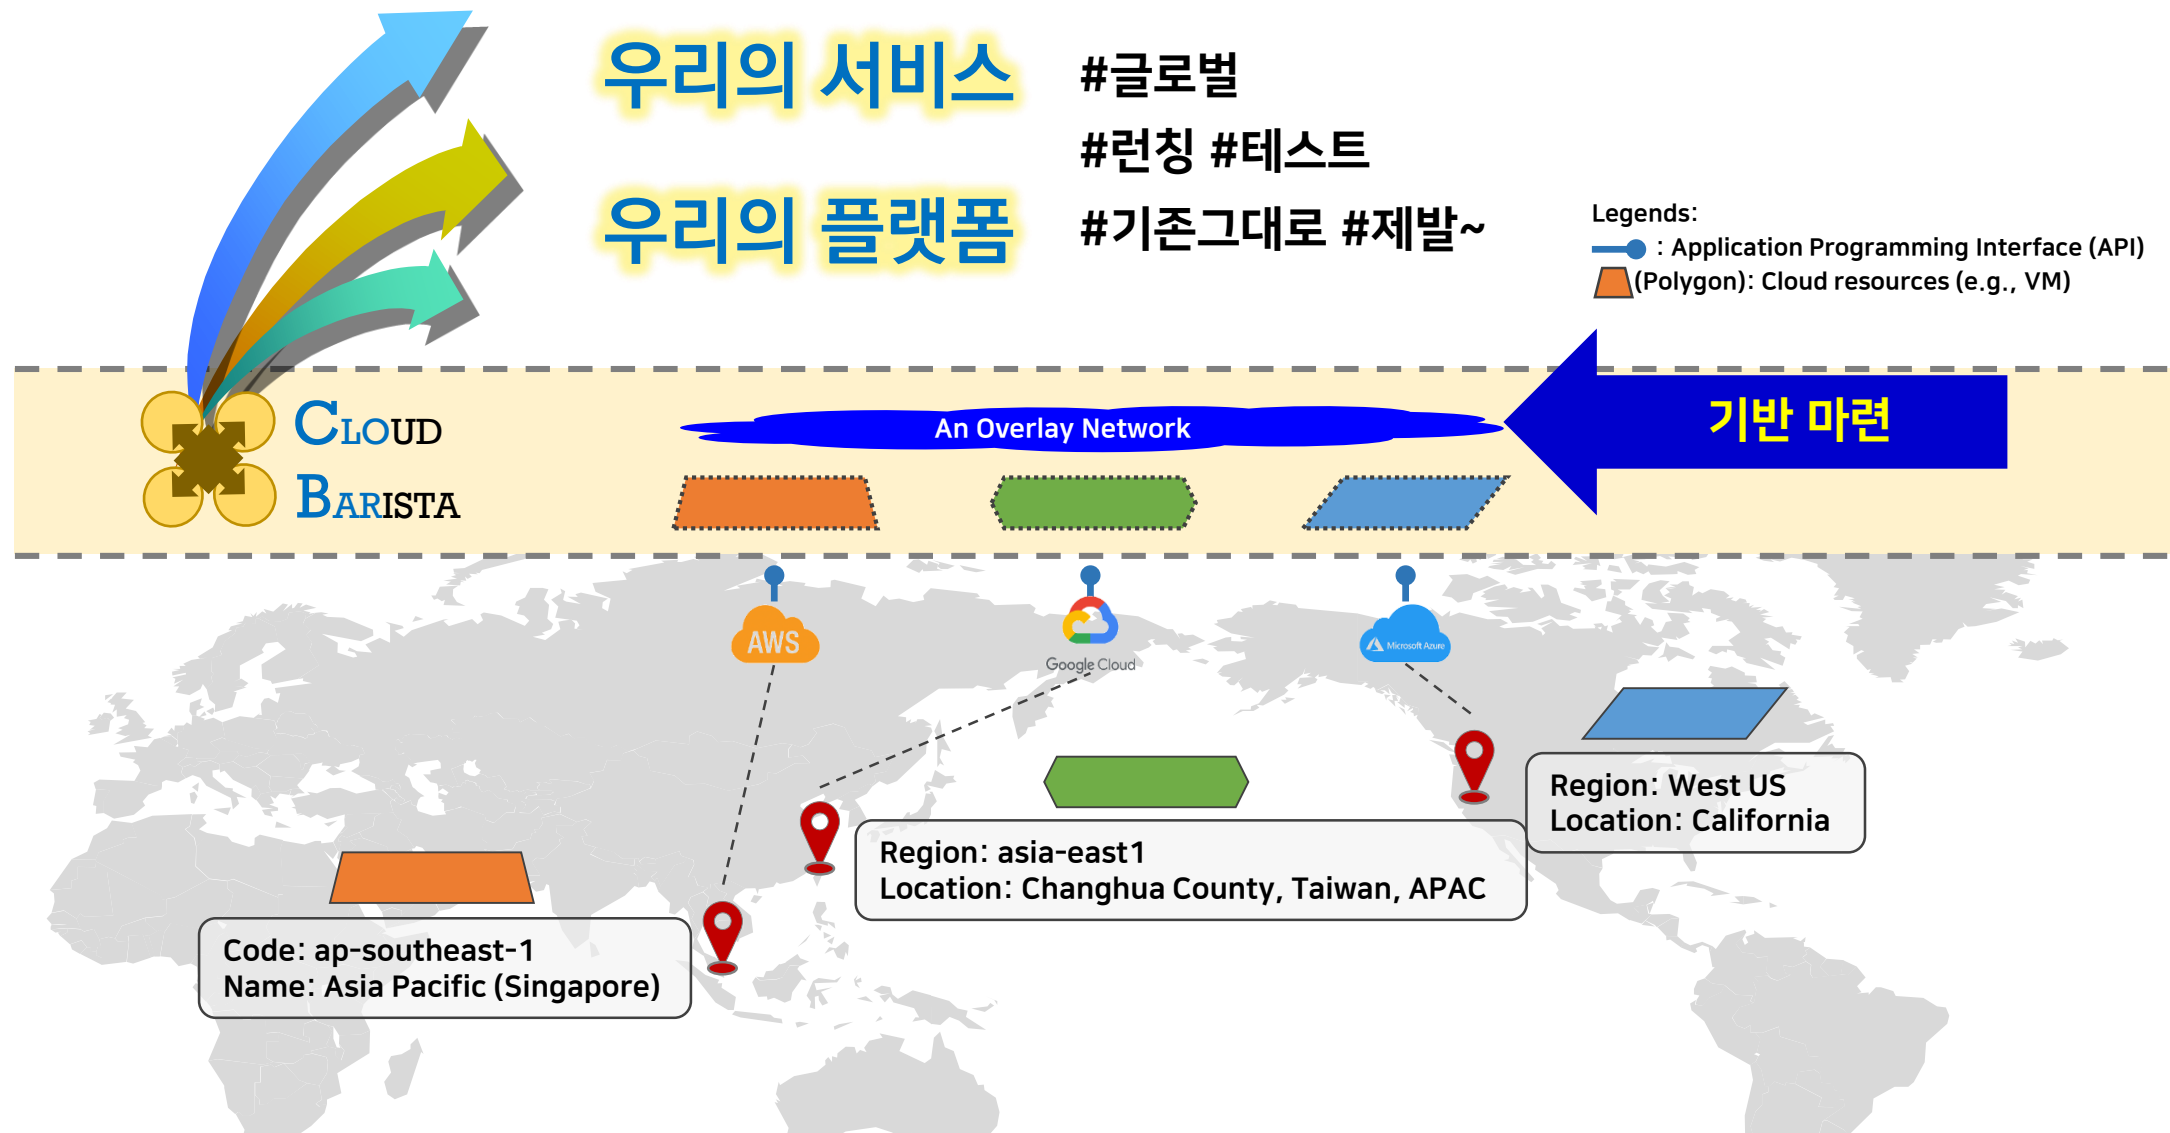 우리의 서비스
#글로벌
#런칭 #테스트
우리의 플랫폼
#기존그대로 #제발~
Legends:
: Application Programming Interface (API)
(Polygon): Cloud resources (e.g., VM)
CLOUD
BARISTA
An Overlay Network
기반 마련
AWS
Google Cloud
Microsoft Azure
Region: West US
Location: California
Region: asia-east1
Location: Changhua County, Taiwan, APAC
Code: ap-southeast-1
Name: Asia Pacific (Singapore)